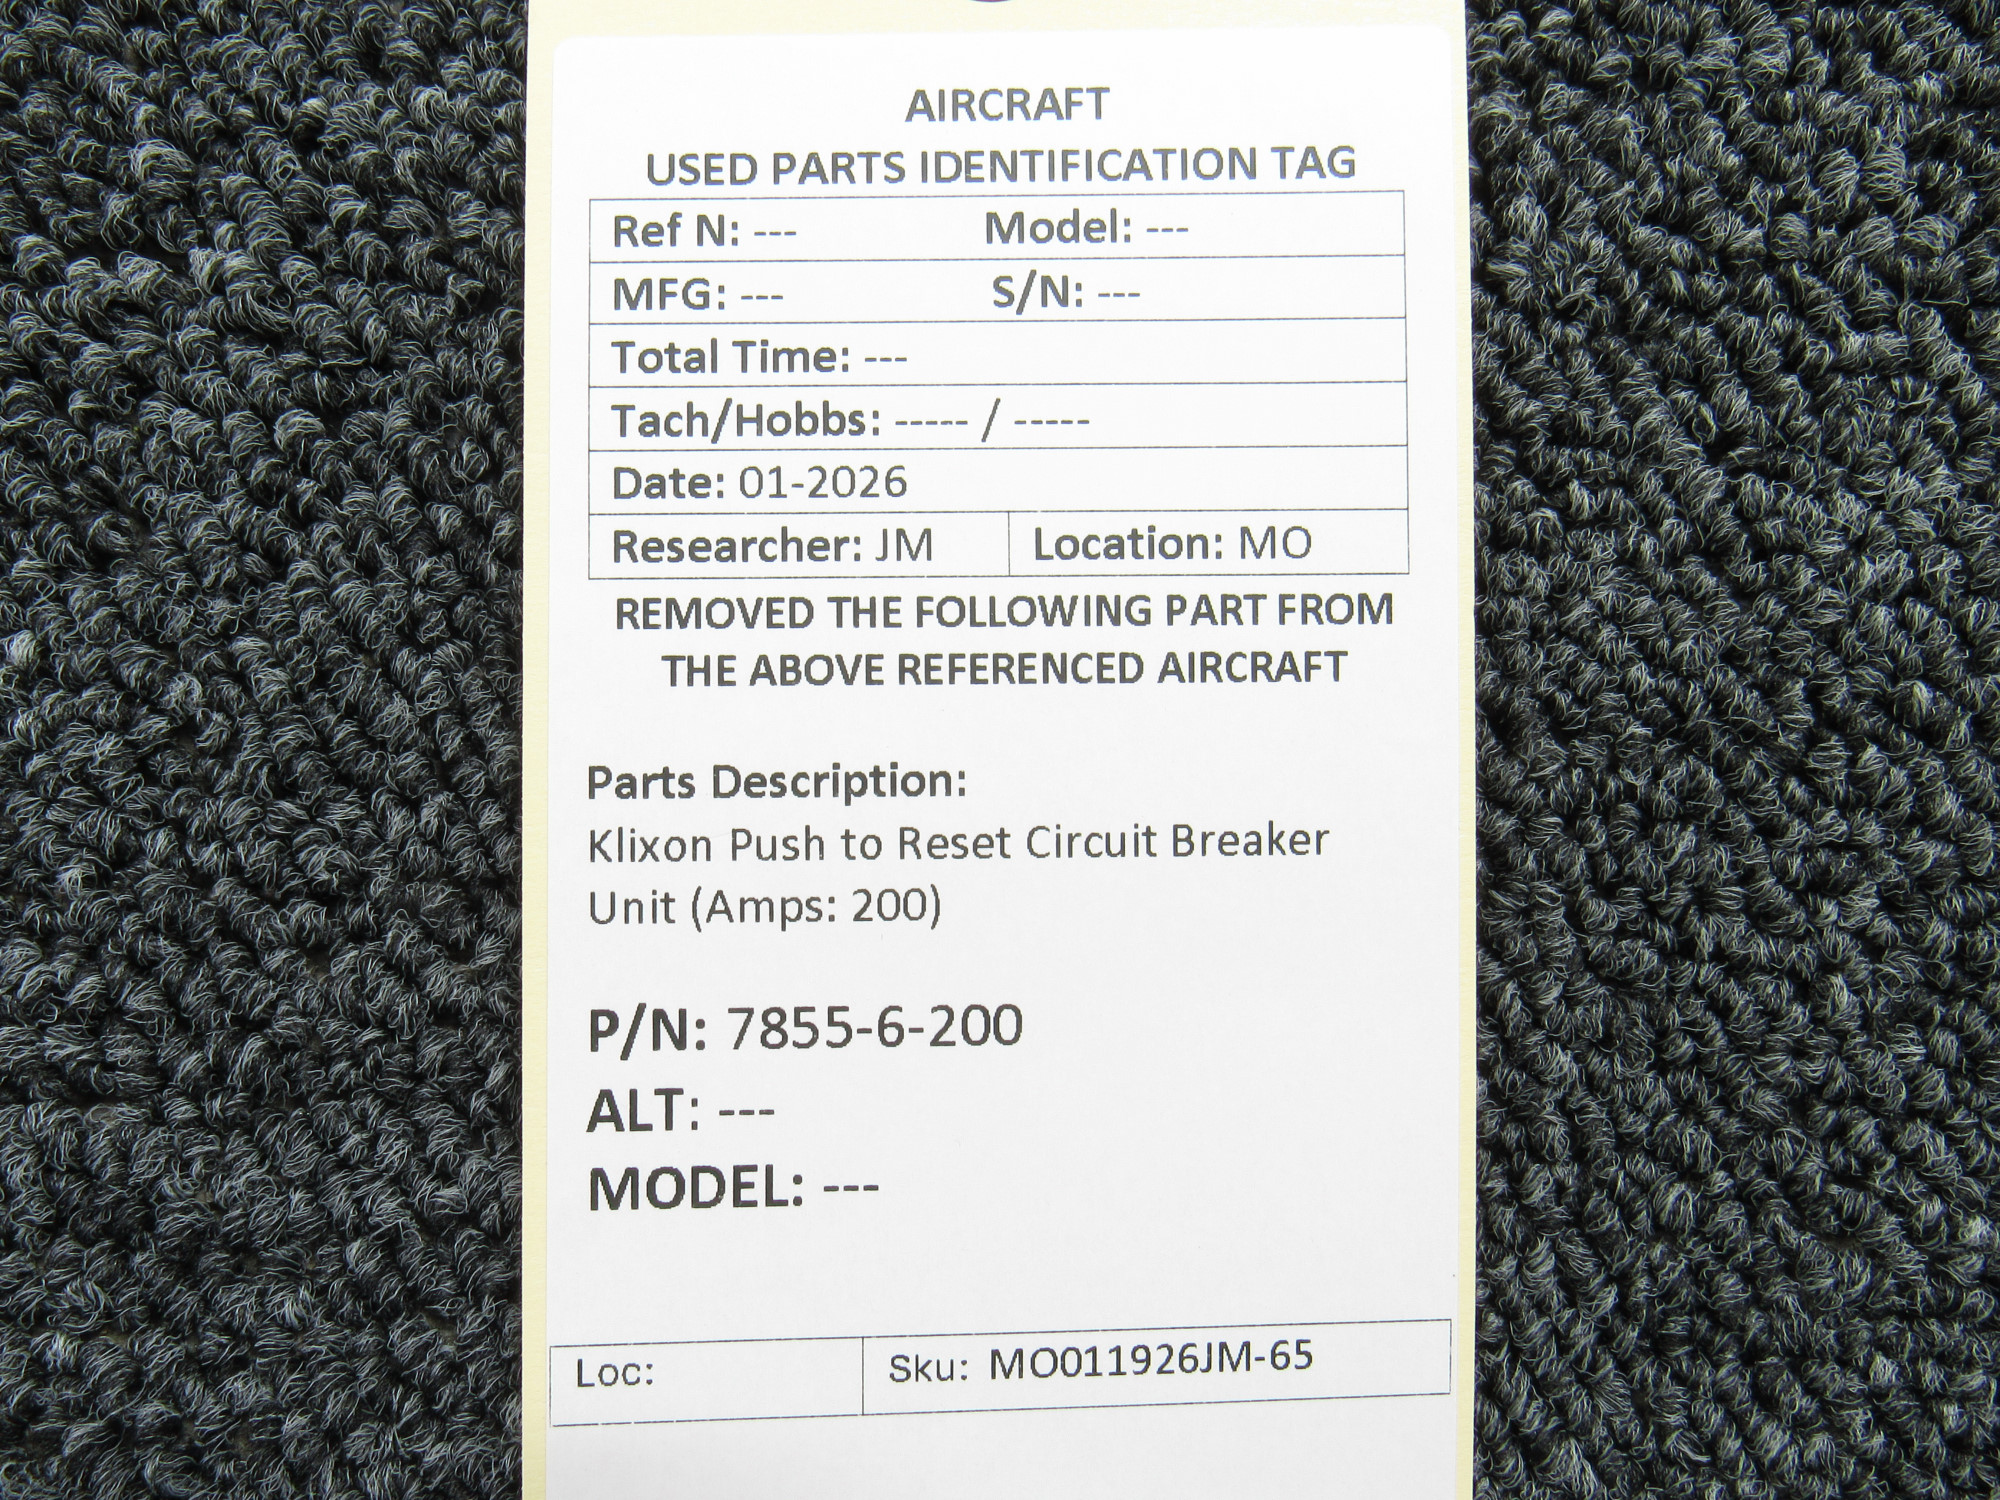 AIRCRAFT
USED PARTS IDENTIFICATION TAG
Ref N: --- Model: ---
MFG: --- S/N: ---
Total Time: ---
Tach/Hobbs: ----- / -----
Date: 01-2026
Researcher: JM Location: MO
REMOVED THE FOLLOWING PART FROM
THE ABOVE REFERENCED AIRCRAFT
Parts Description:
Klixon Push to Reset Circuit Breaker
Unit (Amps: 200)
P/N: 7855-6-200
ALT: ---
MODEL: ---
Loc: Sku: MO011926JM-65